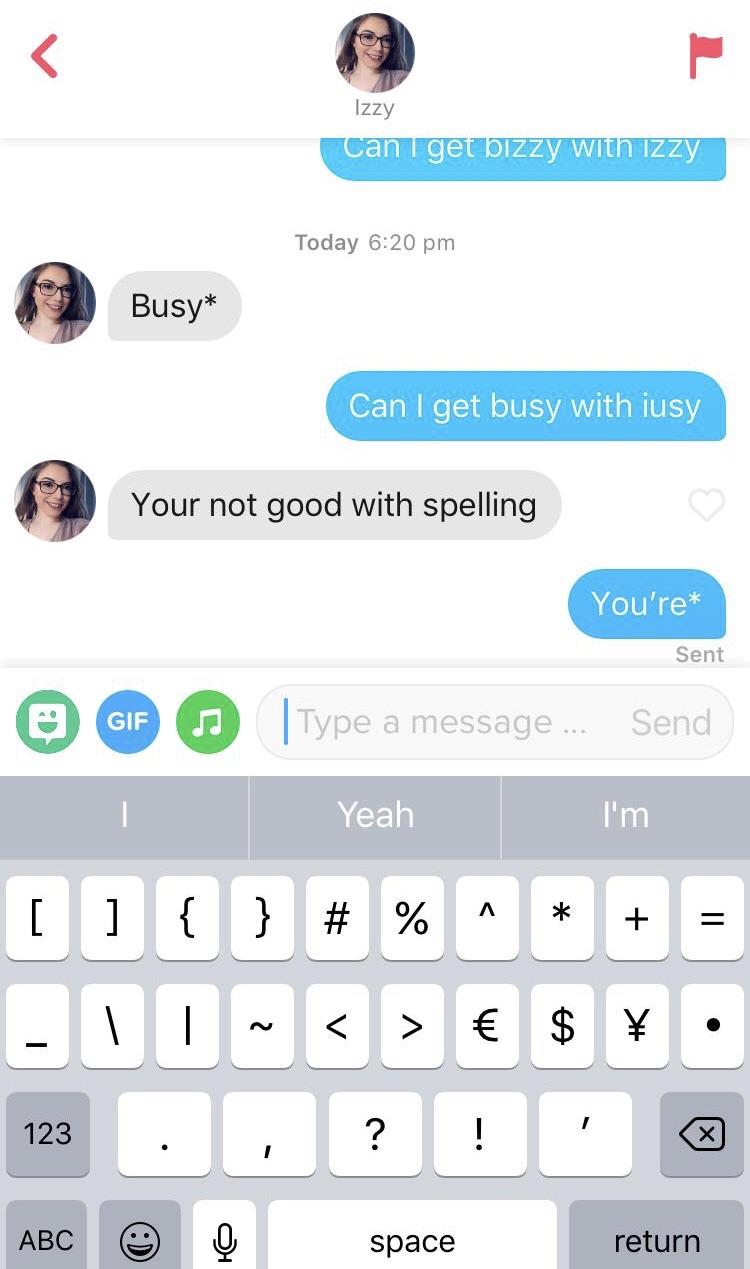 Izzy
Can I get bizzy with izzy
Today 6:20 pm
Busy*
Can I get busy with iusy
Your not good with spelling
You’re*
Sent
GIF
Type a message ... Send
I Yeah I'm
[ ] { } # % ^ * + =
_ \ | ~ < > € $ ¥ •
123 . , ? ! ′
ABC space return